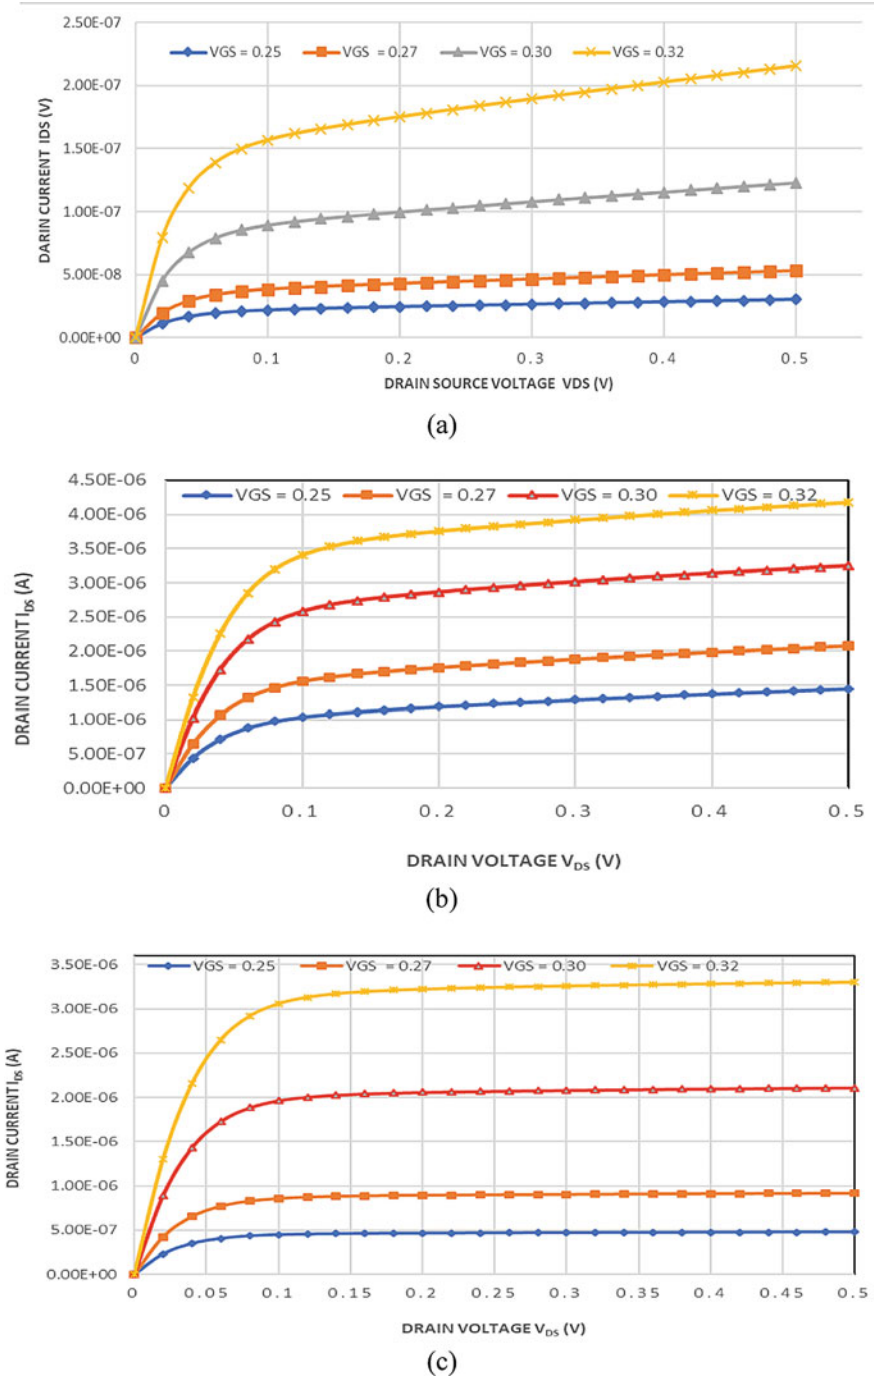 2.50E-07
VGS = 0.25 VGS = 0.27 VGS = 0.30 VGS = 0.32
2.00E-07
1.50E-07
1.00E-07
5.00E-08
0.00E+00
DARIN CURRENT IDS (V)
0 0.1 0.2 0.3 0.4 0.5
DRAIN SOURCE VOLTAGE VDS (V)
(a)
4.50E-06
VGS = 0.25 VGS = 0.27 VGS = 0.30 VGS = 0.32
4.00E-06
3.50E-06
3.00E-06
2.50E-06
2.00E-06
1.50E-06
1.00E-06
5.00E-07
0.00E+00
DRAIN CURRENT I_DS (A)
0 0.1 0.2 0.3 0.4 0.5
DRAIN VOLTAGE V_DS (V)
(b)
3.50E-06
VGS = 0.25 VGS = 0.27 VGS = 0.30 VGS = 0.32
3.00E-06
2.50E-06
2.00E-06
1.50E-06
1.00E-06
5.00E-07
0.00E+00
DRAIN CURRENT I_DS (A)
0 0.05 0.1 0.15 0.2 0.25 0.3 0.35 0.4 0.45 0.5
DRAIN VOLTAGE V_DS (V)
(c)